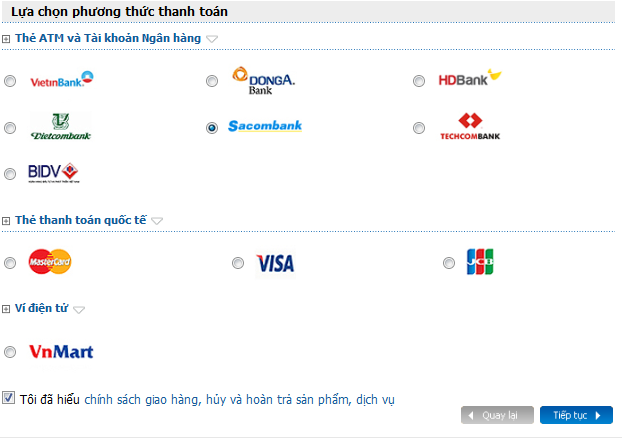 Lựa chọn phương thức thanh toán
Thẻ ATM và Tài khoản Ngân hàng
VietinBank.
DONGA. Bank
HDBank
Vietcombank
Sacombank
TECHCOMBANK
BIDV
Thẻ thanh toán quốc tế
MasterCard
VISA
JCB
Ví điện tử
VnMart
Tôi đã hiểu chính sách giao hàng, hủy và hoàn trả sản phẩm, dịch vụ
Quay lại
Tiếp tục